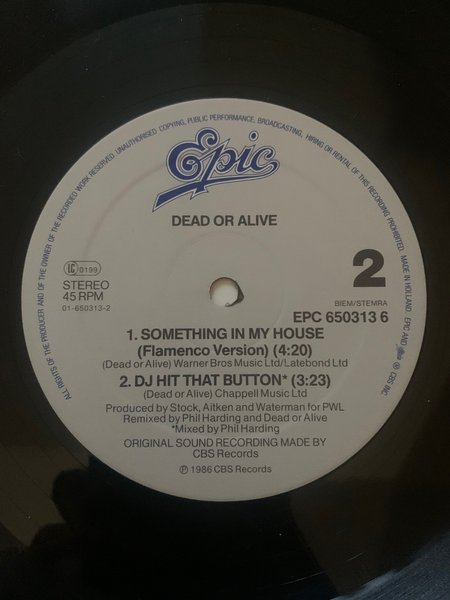 ALL RIGHTS OF THE PRODUCER AND OF THE OWNER OF THE RECORDED WORK RESERVED. UNAUTHORISED COPYING, PUBLIC PERFORMANCE, BROADCASTING, HIRING OR RENTAL OF THIS RECORDING PROHIBITED. MADE IN HOLLAND. EPIC AND Epic ® CBS INC.
Epic
DEAD OR ALIVE
LC 0199
STEREO
45 RPM
01-650313-2
2
BIEM/STEMRA
EPC 650313 6
1. SOMETHING IN MY HOUSE
(Flamenco Version) (4:20)
(Dead or Alive) Warner Bros Music Ltd/Latebond Ltd
2. DJ HIT THAT BUTTON* (3:23)
(Dead or Alive) Chappell Music Ltd
Produced by Stock, Aitken and Waterman for PWL
Remixed by Phil Harding and Dead or Alive
*Mixed by Phil Harding
ORIGINAL SOUND RECORDING MADE BY
CBS Records
℗ 1986 CBS Records